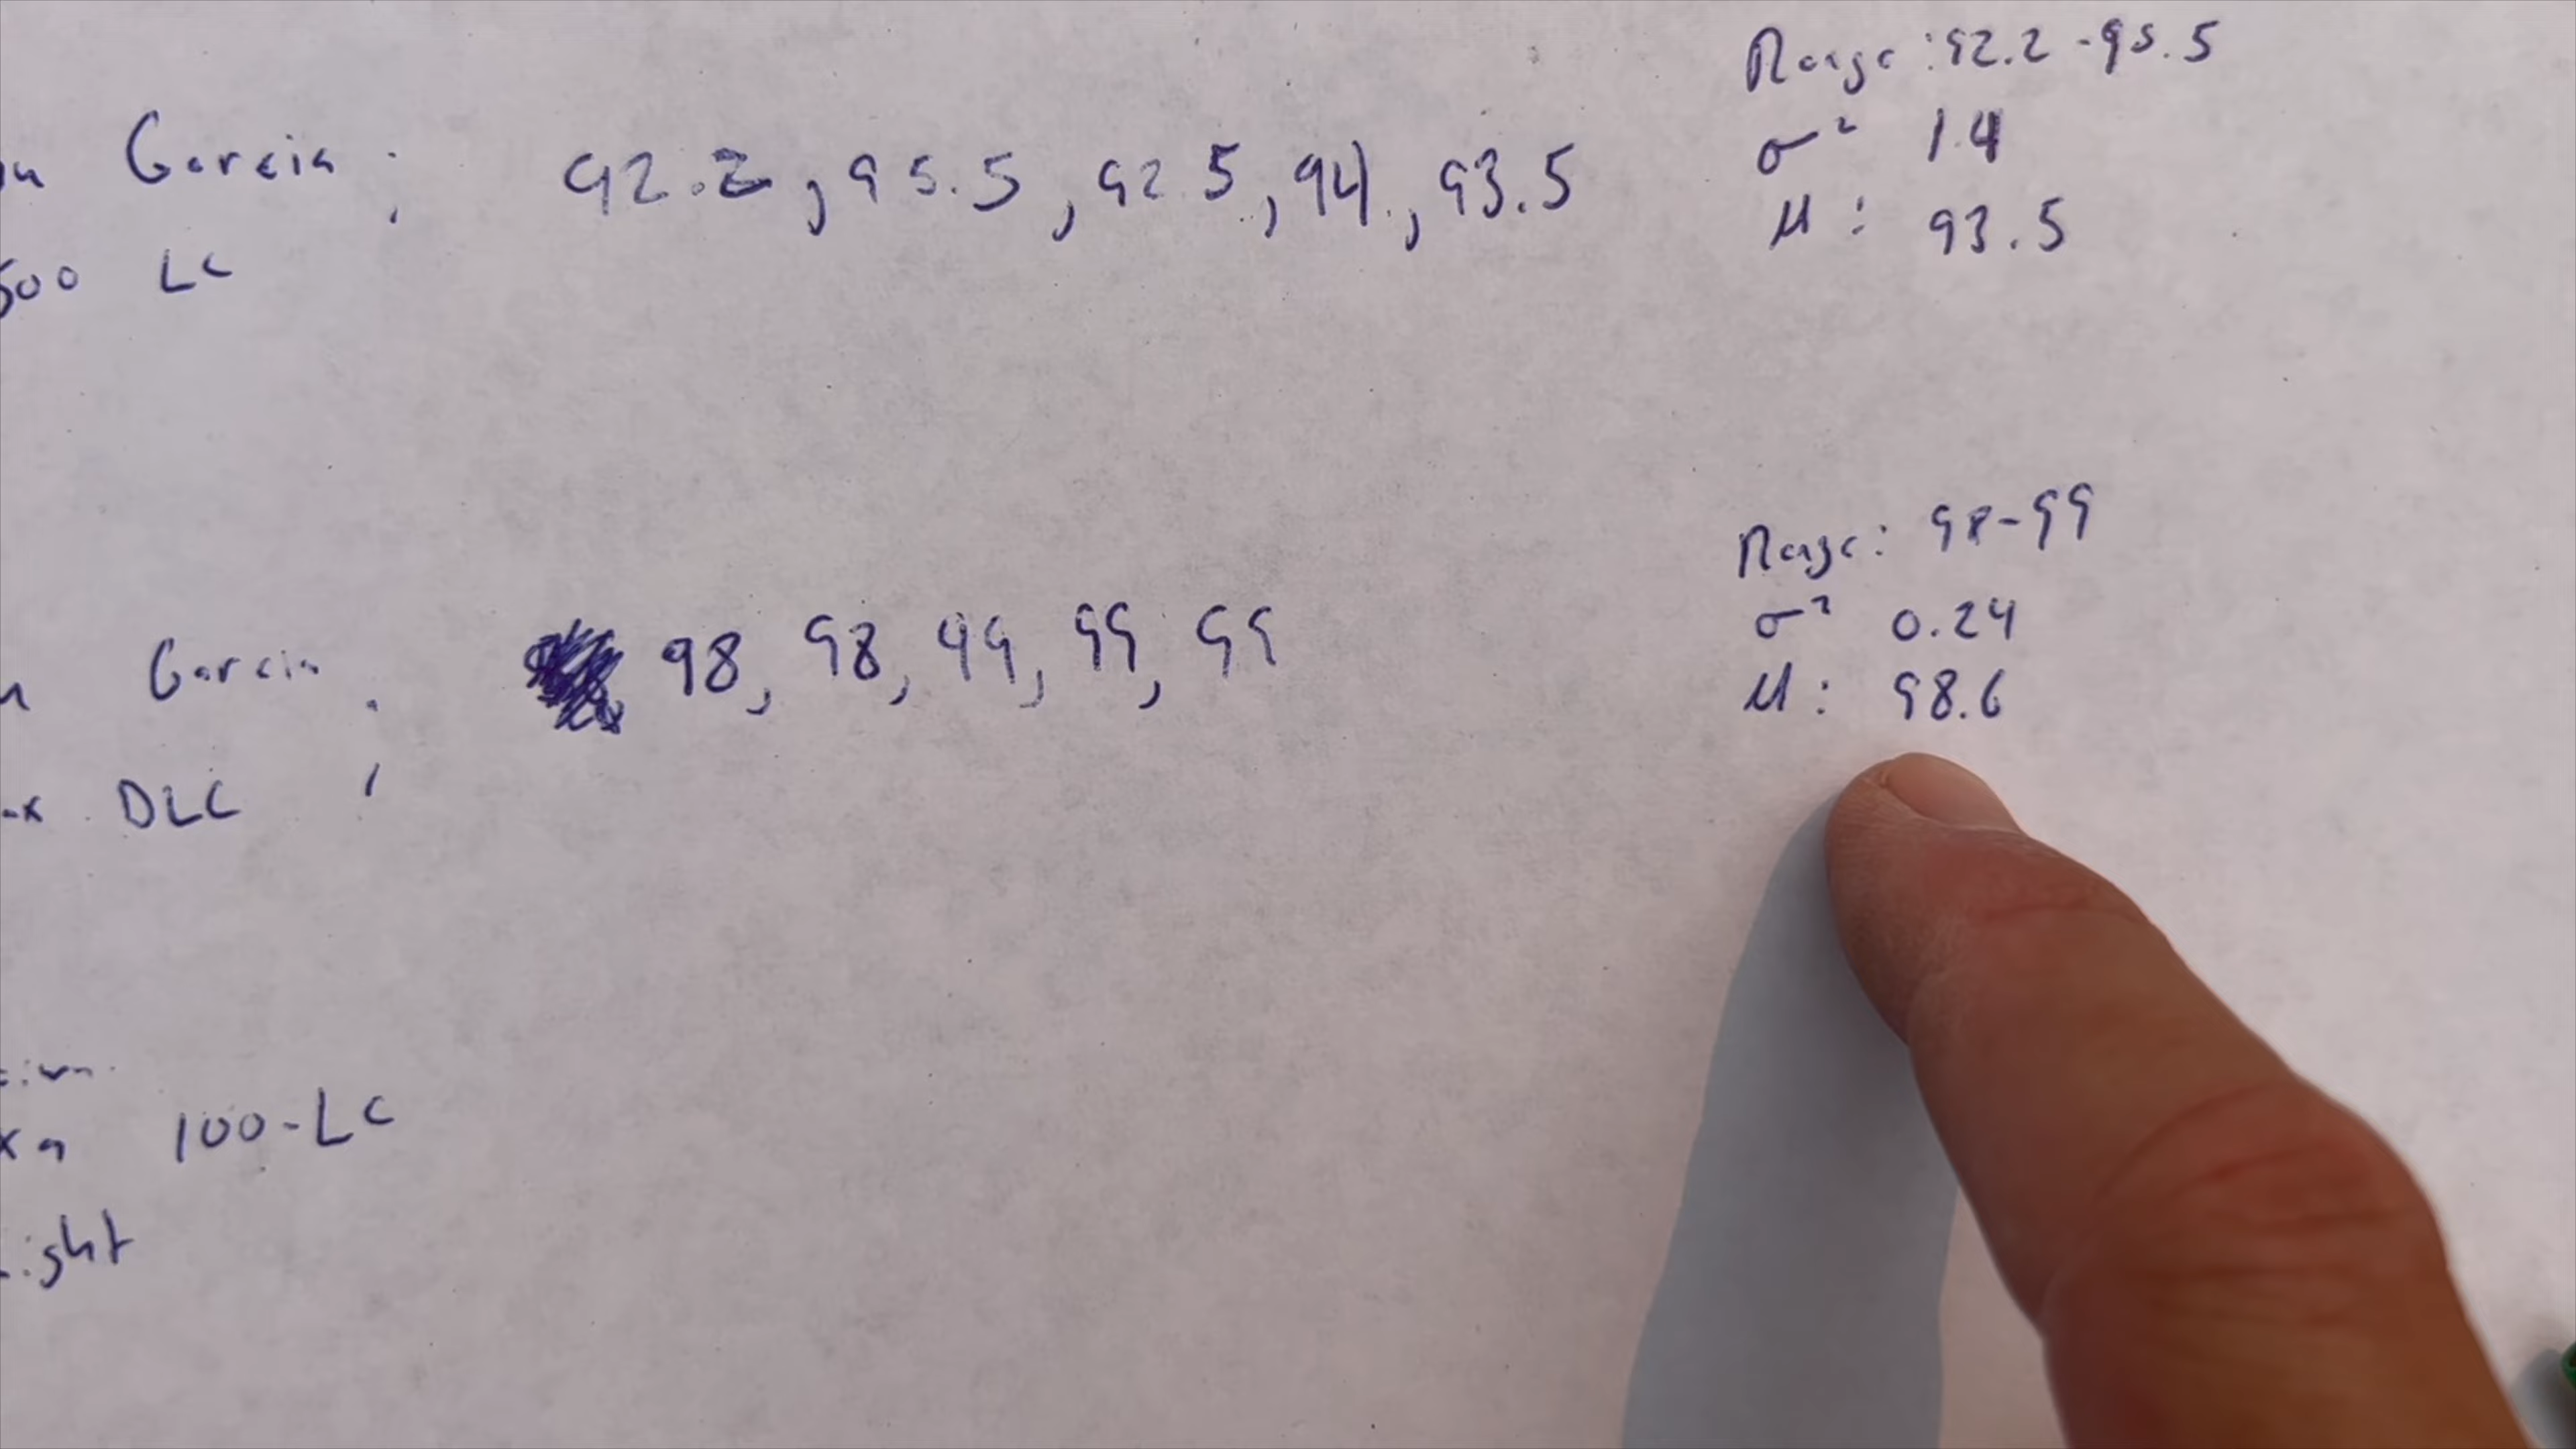 Range: 92.2-95.5
Garcia; 92.2, 95.5, 92.5, 94, 93.5
σ² 1.4
500 LC
μ: 93.5
Range: 98-99
σ² 0.24
Garcia; 98, 98, 99, 99, 99
μ: 98.6
DLC
100-LC